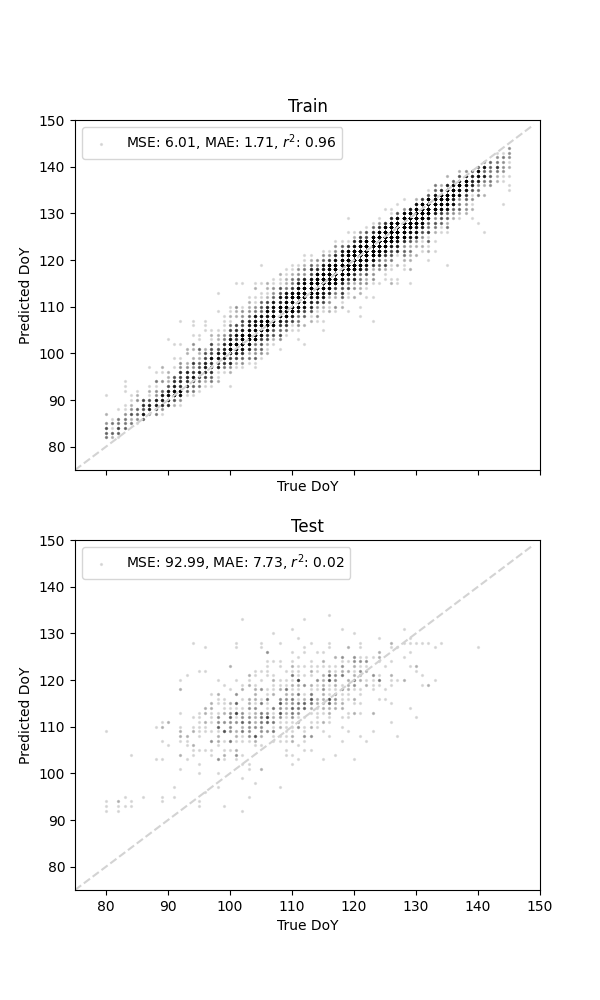 Train
150
MSE: 6.01, MAE: 1.71, r²: 0.96
140
130
120
110
100
90
80
Predicted DoY
True DoY
Test
150
MSE: 92.99, MAE: 7.73, r²: 0.02
140
130
120
110
100
90
80
Predicted DoY
80 90 100 110 120 130 140 150
True DoY